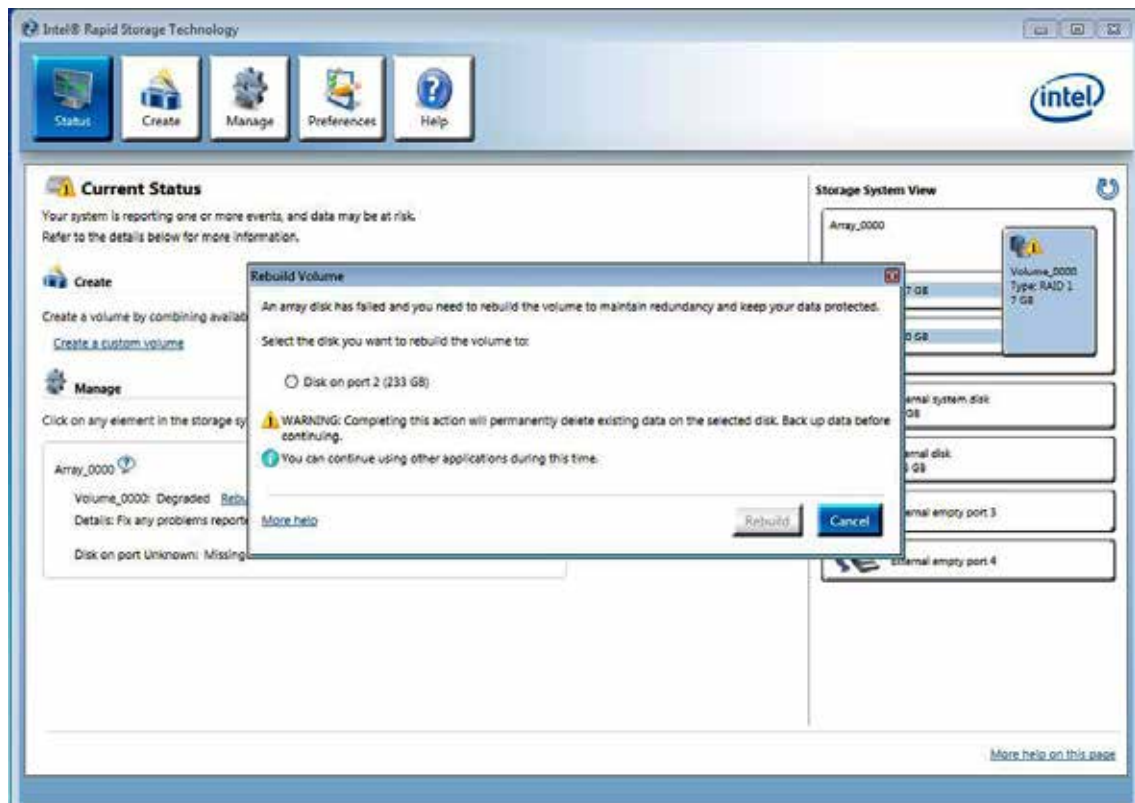 Intel® Rapid Storage Technology
Status
Create
Manage
Preferences
Help
intel
Current Status
Your system is reporting one or more events, and data may be at risk.
Refer to the details below for more information.
Create
Create a volume by combining availab
Create a custom volume
Manage
Click on any element in the storage sy
Array_0000
Volume_0000: Degraded Rebu
Details: Fix any problems reporte
Disk on port Unknown: Missing
Rebuild Volume
An array disk has failed and you need to rebuild the volume to maintain redundancy and keep your data protected.
Select the disk you want to rebuild the volume to:
Disk on port 2 (233 GB)
WARNING: Completing this action will permanently delete existing data on the selected disk. Back up data before
continuing.
You can continue using other applications during this time.
More help
Rebuild
Cancel
Storage System View
Array_0000
Volume_0000
Type: RAID 1
7 GB
7 GB
0 GB
ernal system disk
GB
ernal disk
GB
ernal empty port 3
External empty port 4
More help on this page